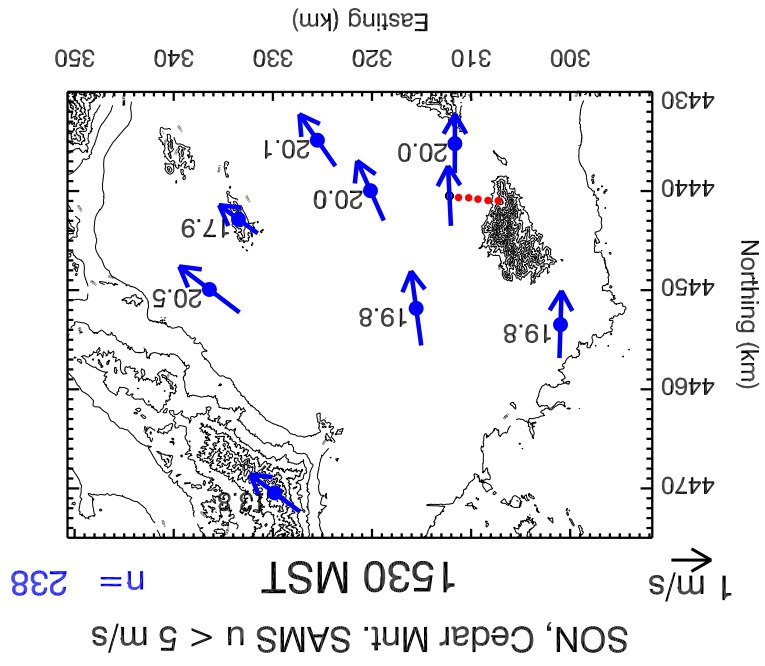 SON, Cedar Mnt. SAMS u < 5 m/s
1 m/s
1530 MST
n= 238
Northing (km)
4470
4460
4450
4440
4430
19.8
19.8
20.5
17.9
20.0
20.0
20.1
300 310 320 330 340 350
Easting (km)